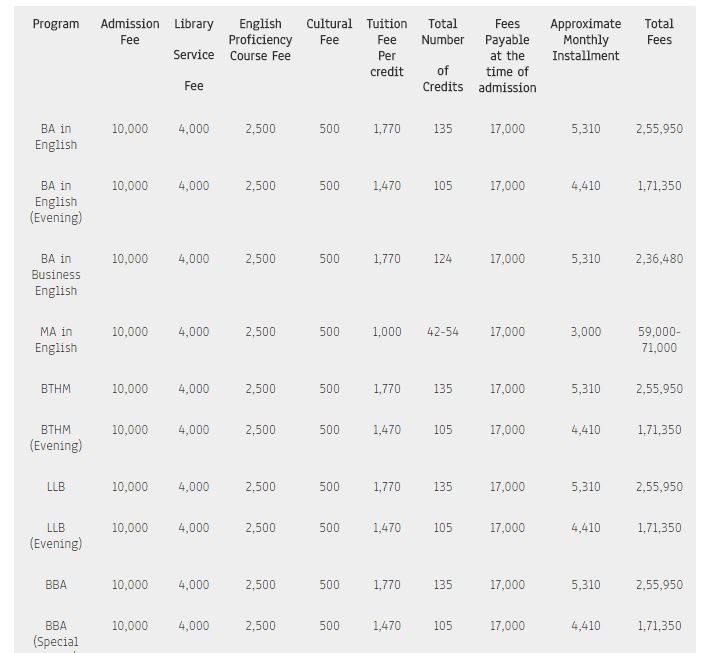 Program Admission Fee Library Service Fee English Proficiency Course Fee Cultural Fee Tuition Fee Per credit Total Number of Credits Fees Payable at the time of admission Approximate Monthly Installment Total Fees
BA in English 10,000 4,000 2,500 500 1,770 135 17,000 5,310 2,55,950
BA in English (Evening) 10,000 4,000 2,500 500 1,470 105 17,000 4,410 1,71,350
BA in Business English 10,000 4,000 2,500 500 1,770 124 17,000 5,310 2,36,480
MA in English 10,000 4,000 2,500 500 1,000 42-54 17,000 3,000 59,000-71,000
BTHM 10,000 4,000 2,500 500 1,770 135 17,000 5,310 2,55,950
BTHM (Evening) 10,000 4,000 2,500 500 1,470 105 17,000 4,410 1,71,350
LLB 10,000 4,000 2,500 500 1,770 135 17,000 5,310 2,55,950
LLB (Evening) 10,000 4,000 2,500 500 1,470 105 17,000 4,410 1,71,350
BBA 10,000 4,000 2,500 500 1,770 135 17,000 5,310 2,55,950
BBA (Special 10,000 4,000 2,500 500 1,470 105 17,000 4,410 1,71,350